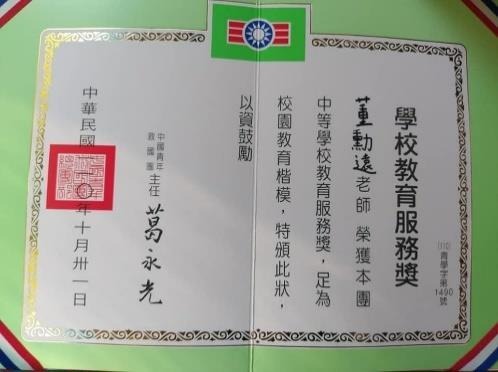 學校教育服務獎
(110)青學字第1490號
董勳遠老師 榮獲本團
中等學校教育服務獎，足為
校園教育楷模，特頒此狀，
以資鼓勵
中國青年救國團主任 葛永光
中華民國一一〇年十月卅一日